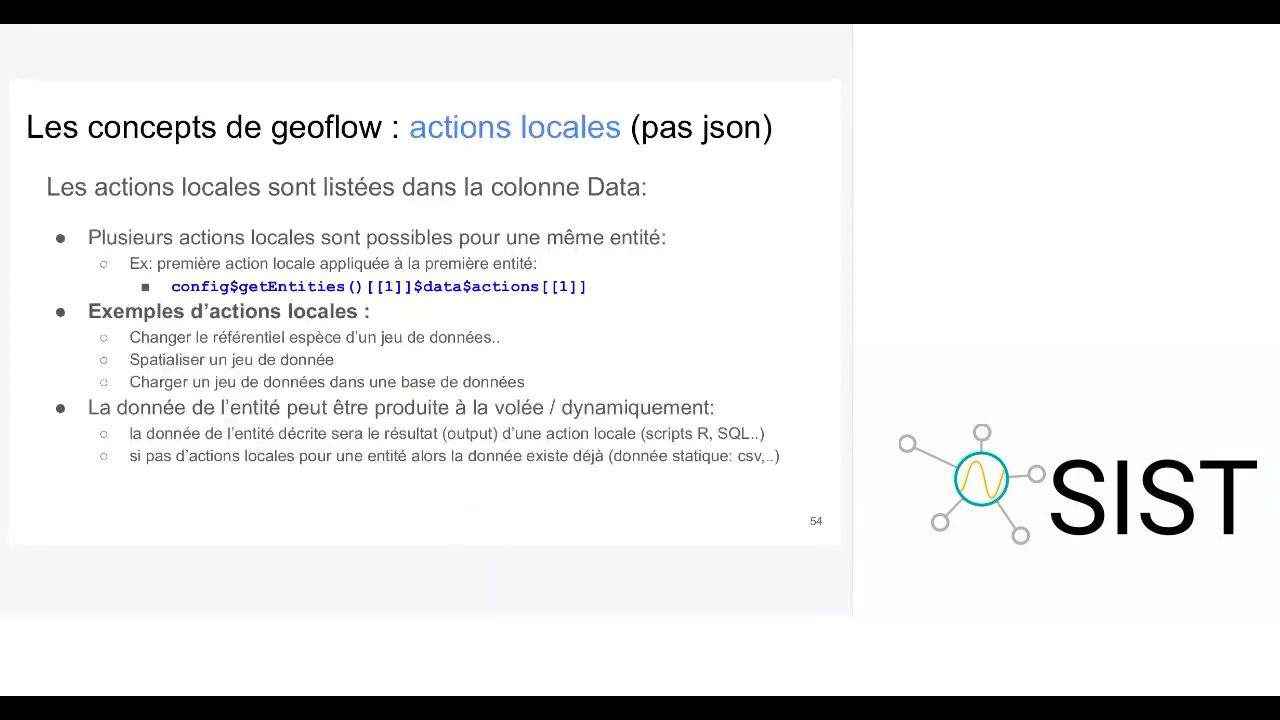 Les concepts de geoflow : actions locales (pas json)
Les actions locales sont listées dans la colonne Data:
● Plusieurs actions locales sont possibles pour une même entité:
○ Ex: première action locale appliquée à la première entité:
■ config$getEntities()[[1]]$data$actions[[1]]
● Exemples d’actions locales :
○ Changer le référentiel espèce d’un jeu de données..
○ Spatialiser un jeu de donnée
○ Charger un jeu de données dans une base de données
● La donnée de l’entité peut être produite à la volée / dynamiquement:
○ la donnée de l’entité décrite sera le résultat (output) d’une action locale (scripts R, SQL..)
○ si pas d’actions locales pour une entité alors la donnée existe déjà (donnée statique: csv,..)
54
SIST